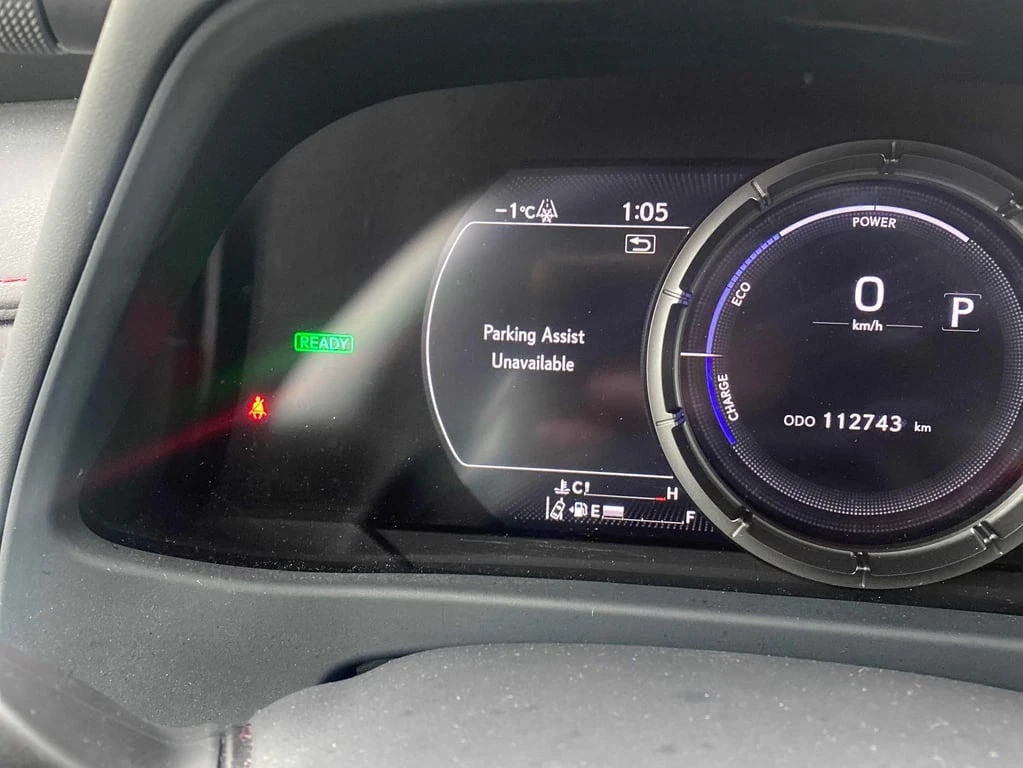 -1°C
1:05
POWER
ECO
0
km/h
P
READY
Parking Assist
Unavailable
CHARGE
ODO 112743 km
C H
E F